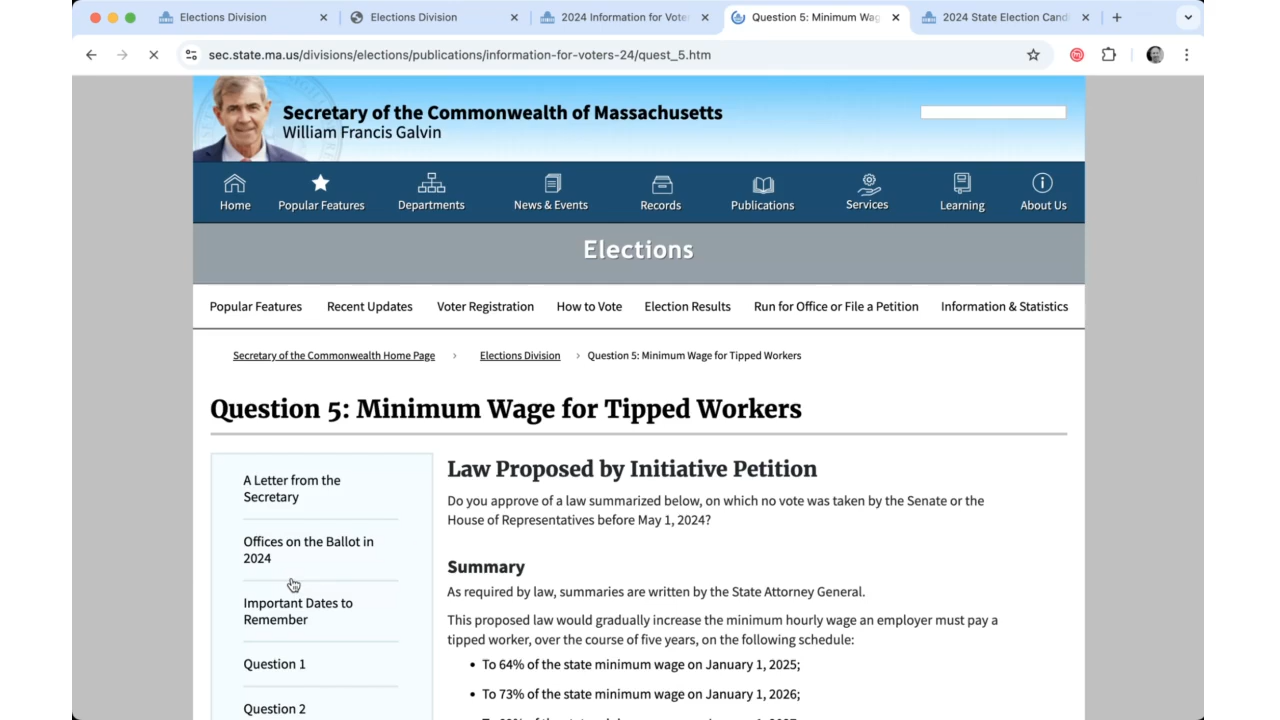 Elections Division
Elections Division
2024 Information for Vote
Question 5: Minimum Wag
2024 State Election Candi
sec.state.ma.us/divisions/elections/publications/information-for-voters-24/quest_5.htm
Secretary of the Commonwealth of Massachusetts
William Francis Galvin
Home
Popular Features
Departments
News & Events
Records
Publications
Services
Learning
About Us
Elections
Popular Features
Recent Updates
Voter Registration
How to Vote
Election Results
Run for Office or File a Petition
Information & Statistics
Secretary of the Commonwealth Home Page › Elections Division › Question 5: Minimum Wage for Tipped Workers
Question 5: Minimum Wage for Tipped Workers
A Letter from the
Secretary
Offices on the Ballot in
2024
Important Dates to
Remember
Question 1
Question 2
Law Proposed by Initiative Petition
Do you approve of a law summarized below, on which no vote was taken by the Senate or the
House of Representatives before May 1, 2024?
Summary
As required by law, summaries are written by the State Attorney General.
This proposed law would gradually increase the minimum hourly wage an employer must pay a
tipped worker, over the course of five years, on the following schedule:
• To 64% of the state minimum wage on January 1, 2025;
• To 73% of the state minimum wage on January 1, 2026;